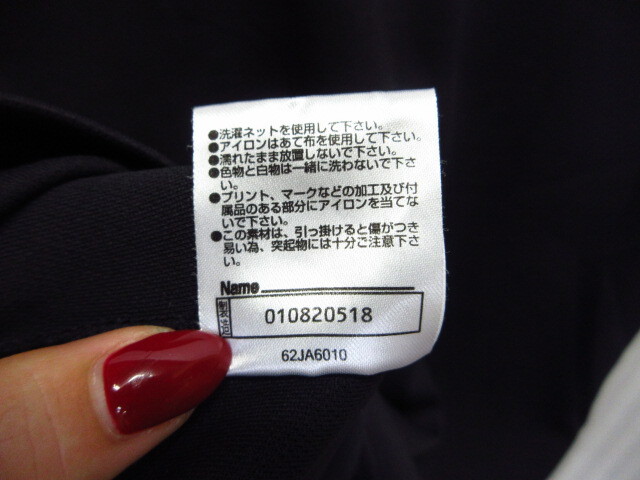 ●洗濯ネットを使用して下さい。
●アイロンはあて布を使用して下さい。
●濡れたまま放置しないで下さい。
●色物と白物は一緒に洗わないで下さ
い。
●プリント、マークなどの加工及び付
属品のある部分にアイロンを当てな
いで下さい。
●この素材は、引っ掛けると傷がつき
易い為、突起物には十分ご注意下さ
い。
Name
010820518
62JA6010